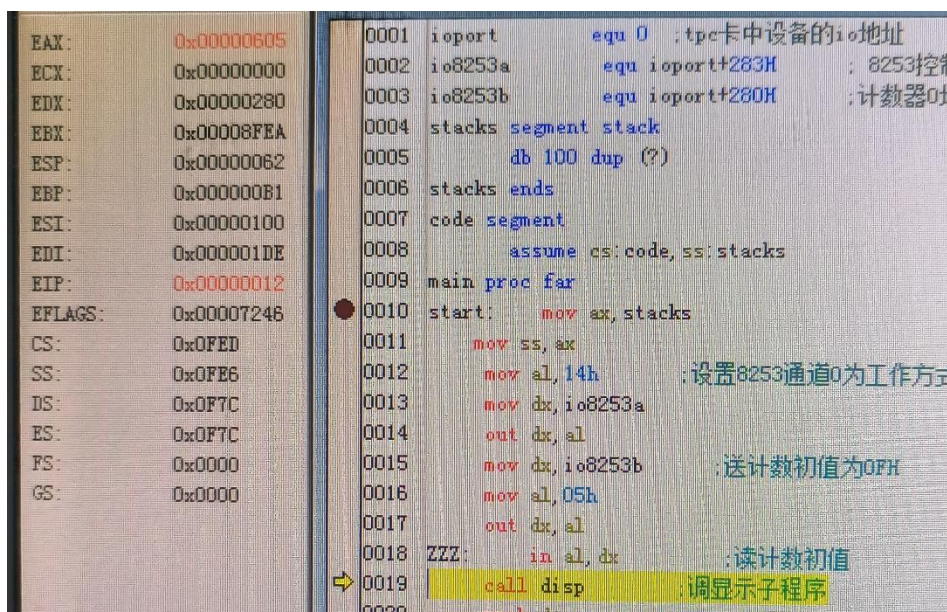 EAX: 0x00000605
ECX: 0x00000000
EDX: 0x00000280
EBX: 0x00008FEA
ESP: 0x00000062
EBP: 0x000000B1
ESI: 0x00000100
EDI: 0x000001DE
EIP: 0x00000012
EFLAGS: 0x00007246
CS: 0x0FED
SS: 0x0FE6
DS: 0x0F7C
ES: 0x0F7C
FS: 0x0000
GS: 0x0000
0001 ioport equ 0 ;tpc卡中设备的io地址
0002 io8253a equ ioport+283H ; 8253控制
0003 io8253b equ ioport+280H ;计数器0
0004 stacks segment stack
0005 db 100 dup (?)
0006 stacks ends
0007 code segment
0008 assume cs:code,ss:stacks
0009 main proc far
0010 start: mov ax,stacks
0011 mov ss,ax
0012 mov al,14h ;设置8253通道0为工作方式
0013 mov dx,io8253a
0014 out dx,al
0015 mov dx,io8253b ;送计数初值为0FH
0016 mov al,05h
0017 out dx,al
0018 ZZZ: in al,dx ;读计数初值
0019 call disp ;调显示子程序